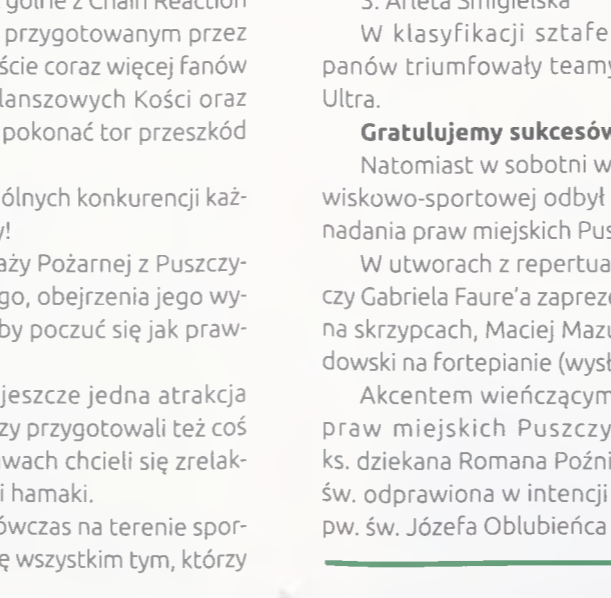 gólnie z Chain Reaction
przygotowanym przez
ście coraz więcej fanów
lanszowych Kości oraz
pokonać tor przeszkód
ólnych konkurencji każ-
y!
aży Pożarnej z Puszczy-
go, obejrzenia jego wy-
by poczuć się jak praw-
jeszcze jedna atrakcja
zy przygotowali też coś
wach chcieli się zrelak-
i hamaki.
ówczas na terenie spor-
ę wszystkim tym, którzy
3. Arleta Śmigielska
W klasyfikacji sztafe
panów triumfowały teamy
Ultra.
Gratulujemy sukcesów
Natomiast w sobotni w
wiskowo-sportowej odbył
nadania praw miejskich Pus
W utworach z repertua
czy Gabriela Faure'a zapreze
na skrzypcach, Maciej Mazu
dowski na fortepianie (wysł
Akcentem wieńczącym
praw miejskich Puszczy
ks. dziekana Romana Poźni
św. odprawiona w intencji
pw. św. Józefa Oblubieńca